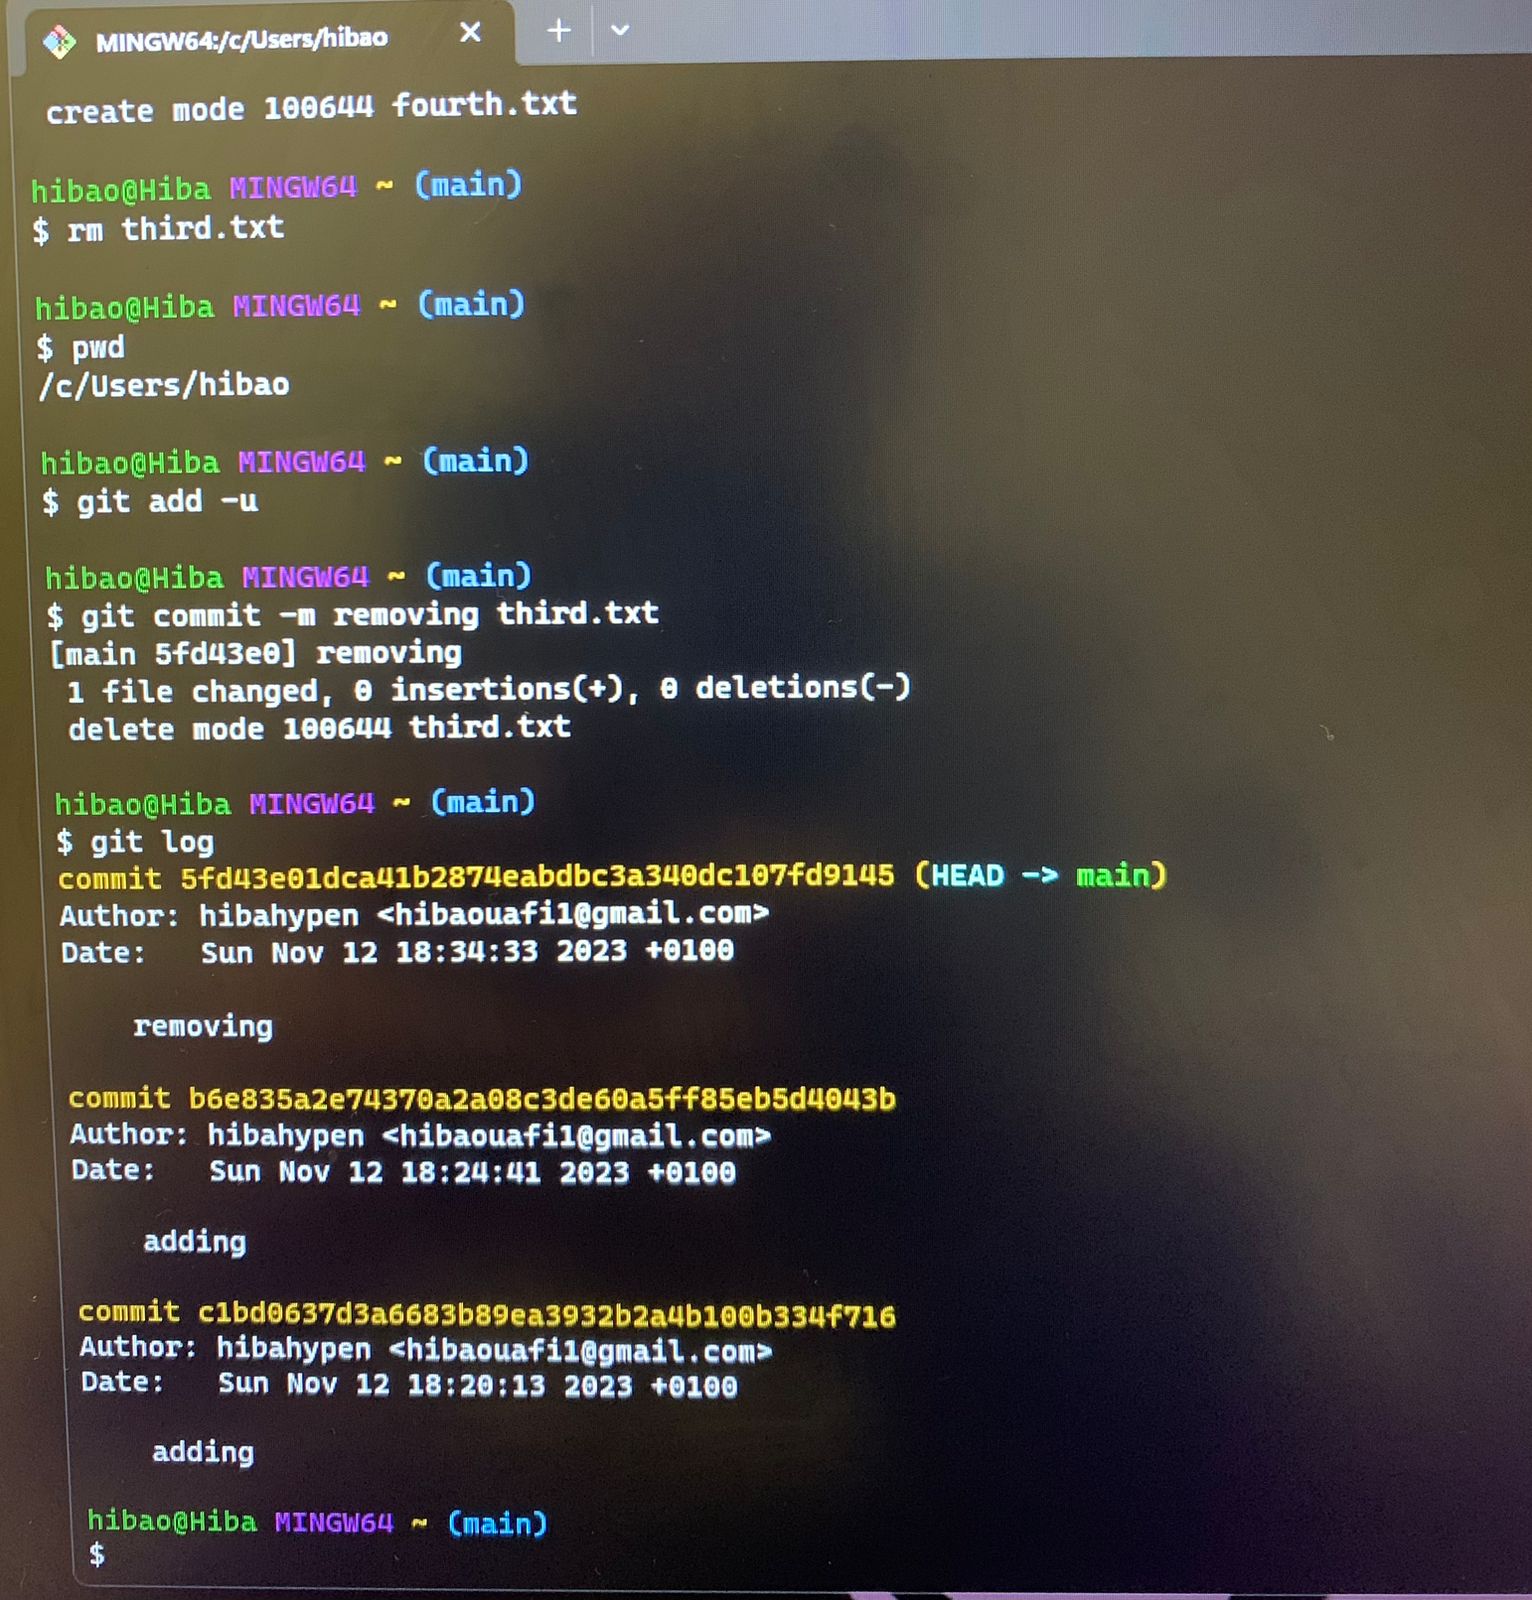 MINGW64:/c/Users/hibao
create mode 100644 fourth.txt
hibao@Hiba MINGW64 ~ (main)
$ rm third.txt
hibao@Hiba MINGW64 ~ (main)
$ pwd
/c/Users/hibao
hibao@Hiba MINGW64 ~ (main)
$ git add -u
hibao@Hiba MINGW64 ~ (main)
$ git commit -m removing third.txt
[main 5fd43e0] removing
1 file changed, 0 insertions(+), 0 deletions(-)
delete mode 100644 third.txt
hibao@Hiba MINGW64 ~ (main)
$ git log
commit 5fd43e01dca41b2874eabdbc3a340dc107fd9145 (HEAD -> main)
Author: hibahypen <hibaouafi1@gmail.com>
Date:   Sun Nov 12 18:34:33 2023 +0100
removing
commit b6e835a2e74370a2a08c3de60a5ff85eb5d4043b
Author: hibahypen <hibaouafi1@gmail.com>
Date:   Sun Nov 12 18:24:41 2023 +0100
adding
commit c1bd0637d3a6683b89ea3932b2a4b100b334f716
Author: hibahypen <hibaouafi1@gmail.com>
Date:   Sun Nov 12 18:20:13 2023 +0100
adding
hibao@Hiba MINGW64 ~ (main)
$